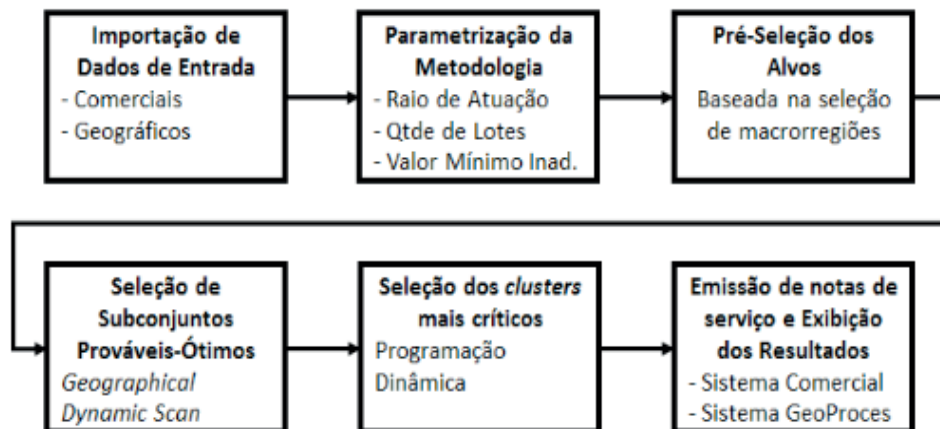 Importação de
Dados de Entrada
- Comerciais
- Geográficos
Parametrização da
Metodologia
- Raio de Atuação
- Qtde de Lotes
- Valor Mínimo Inad.
Pré-Seleção dos
Alvos
Baseada na seleção
de macrorregiões
Seleção de
Subconjuntos
Prováveis-Ótimos
Geographical
Dynamic Scan
Seleção dos clusters
mais críticos
Programação
Dinâmica
Emissão de notas de
serviço e Exibição
dos Resultados
- Sistema Comercial
- Sistema GeoProces